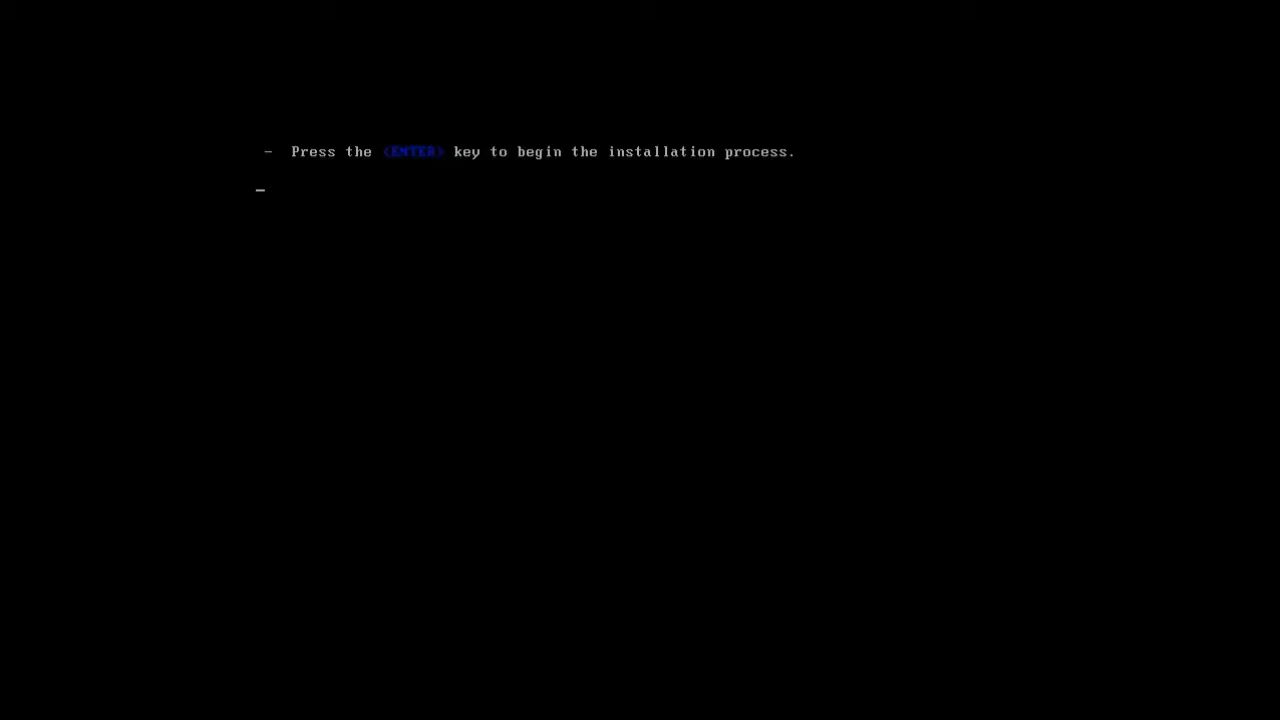 - Press the <ENTER> key to begin the installation process.
_